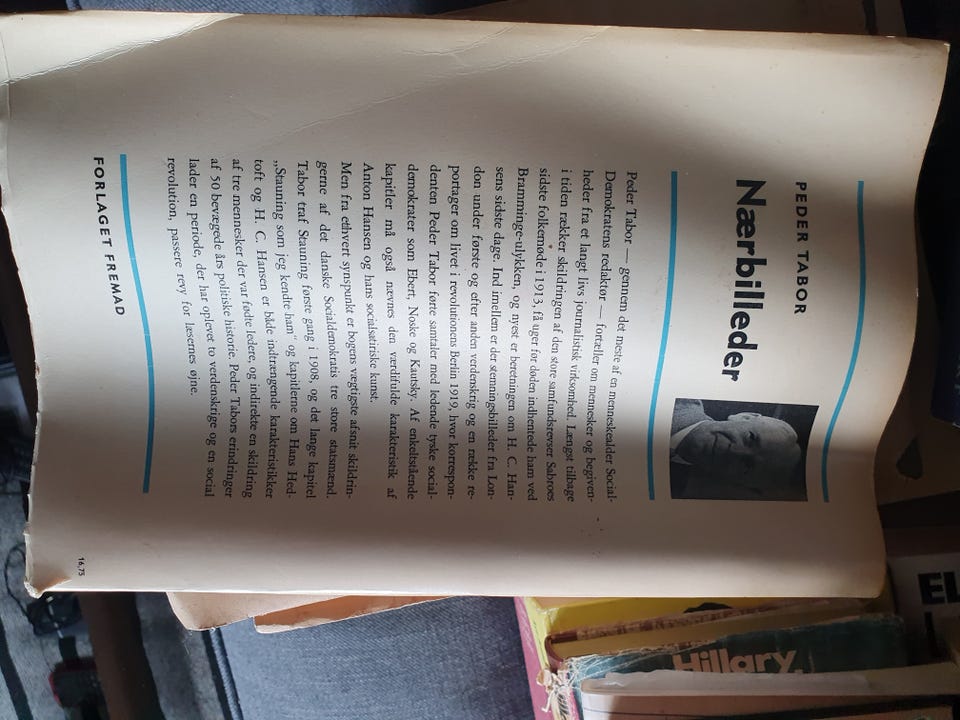 PEDER TABOR
Nærbilleder
Peder Tabor — gennem det meste af en menneskealder Social-
Demokratens redaktør — fortæller om mennesker og begiven-
heder fra et langt livs journalistisk virksomhed. Længst tilbage
i tiden rækker skildringen af den store samfundsrevser Sabroes
sidste folkemøde i 1913, få uger før døden indhentede ham ved
Bramminge-ulykken, og nyest er beretningen om H. C. Han-
sens sidste dage. Ind imellem er der stemningsbilleder fra Lon-
don under første og efter anden verdenskrig og en række re-
portager om livet i revolutionens Berlin 1919, hvor korrespon-
denten Peder Tabor førte samtaler med ledende tyske social-
demokrater som Ebert, Noske og Kautsky. Af enkeltstående
kapitler må også nævnes den værdifulde karakteristik af
Anton Hansen og hans socialsatiriske kunst.
Men fra ethvert synspunkt er bogens vægtigste afsnit skildrin-
gerne af det danske Socialdemokratis tre store statsmænd.
Tabor traf Stauning første gang i 1908, og det lange kapitel
„Stauning som jeg kendte ham" og kapitlerne om Hans Hed-
toft og H. C. Hansen er både indtrængende karakteristikker
af tre mennesker der var fødte ledere, og indirekte en skildring
af 50 bevægede års politiske historie. Peder Tabors erindringer
lader en periode, der har oplevet to verdenskrige og en social
revolution, passere revy for læsernes øjne.
FORLAGET FREMAD
16,75
Hillary.